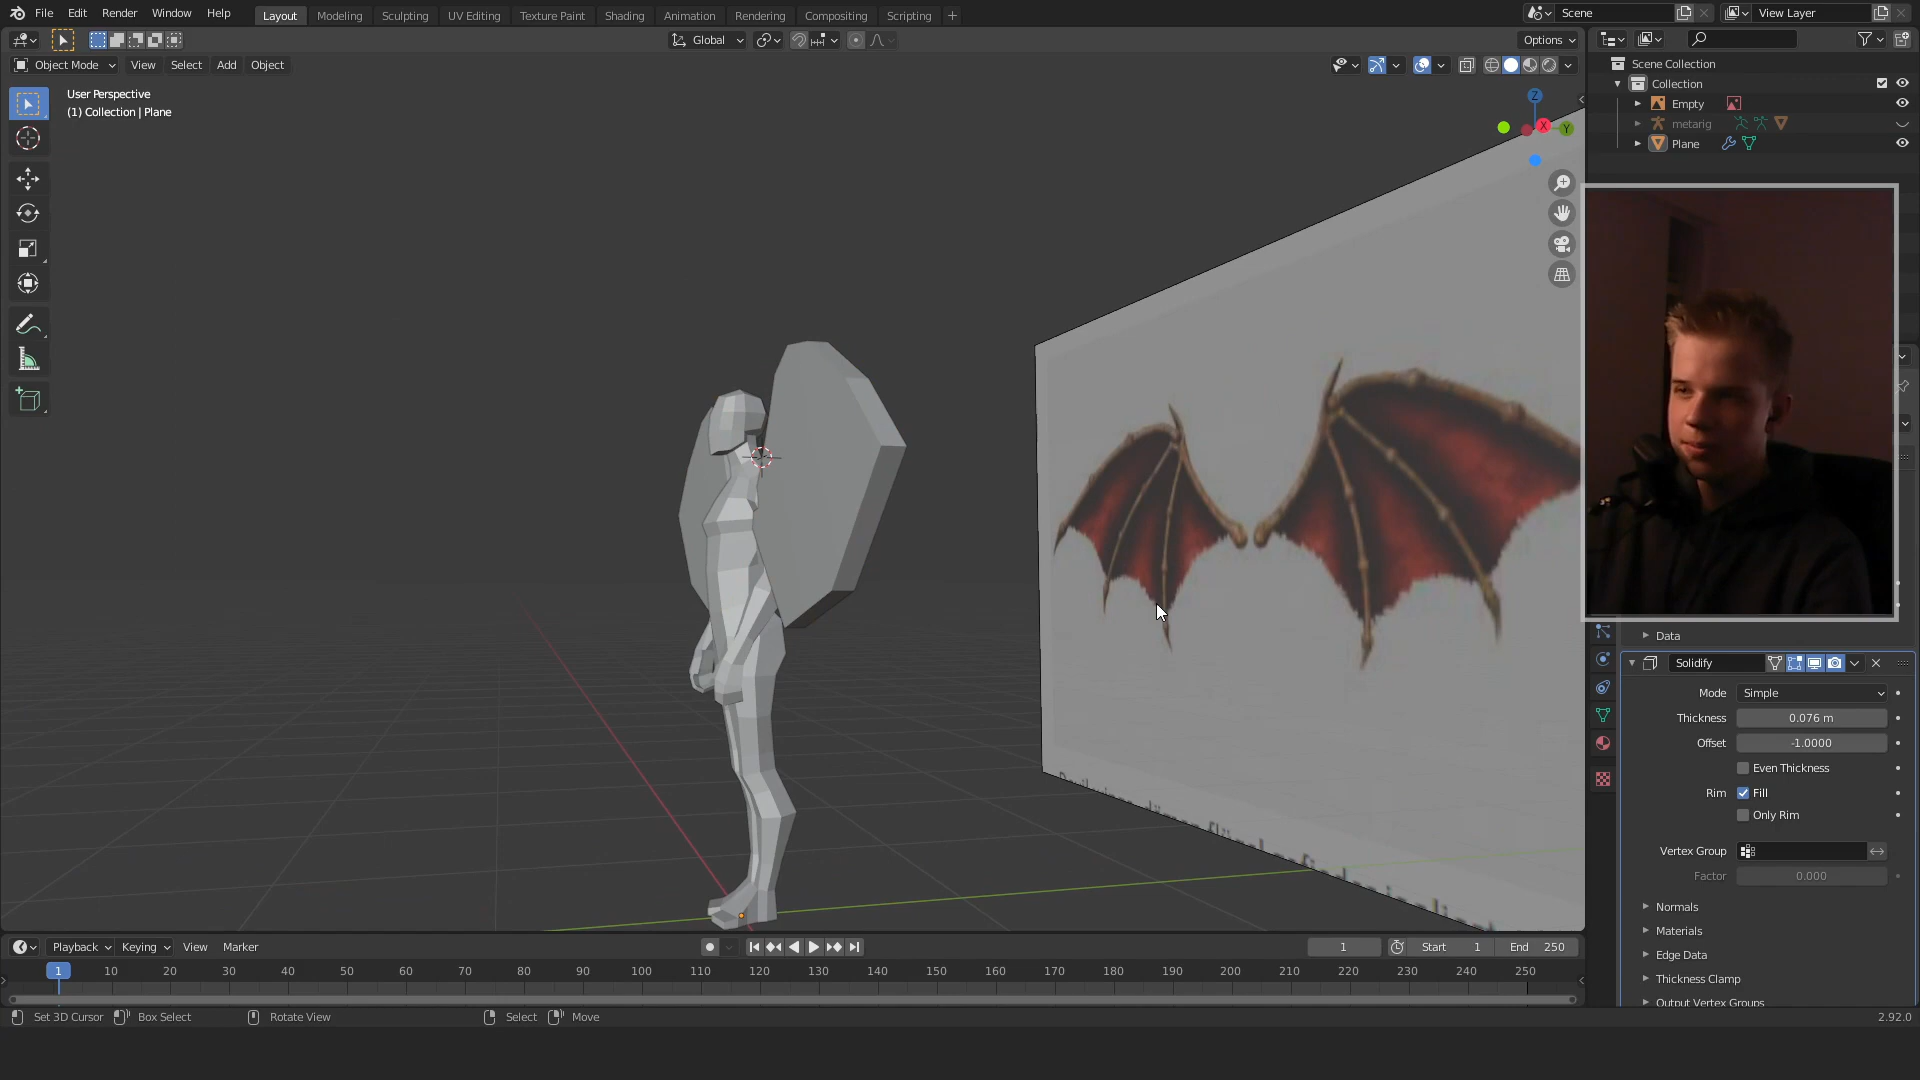 File Edit Render Window Help
Layout Modeling Sculpting UV Editing Texture Paint Shading Animation Rendering Compositing Scripting +
Scene
View Layer
Global
Options
Object Mode View Select Add Object
User Perspective
(1) Collection | Plane
Z
X
Y
Scene Collection
Collection
Empty
metarig
Plane
Data
Solidify
Mode Simple
Thickness 0.076 m
Offset -1.0000
Even Thickness
Rim Fill
Only Rim
Vertex Group
Factor 0.000
Normals
Materials
Edge Data
Thickness Clamp
Output Vertex Groups
Playback Keying View Marker
1 Start 1 End 250
1 10 20 30 40 50 60 70 80 90 100 110 120 130 140 150 160 170 180 190 200 210 220 230 240 250
Set 3D Cursor Box Select Rotate View Select Move
2.92.0